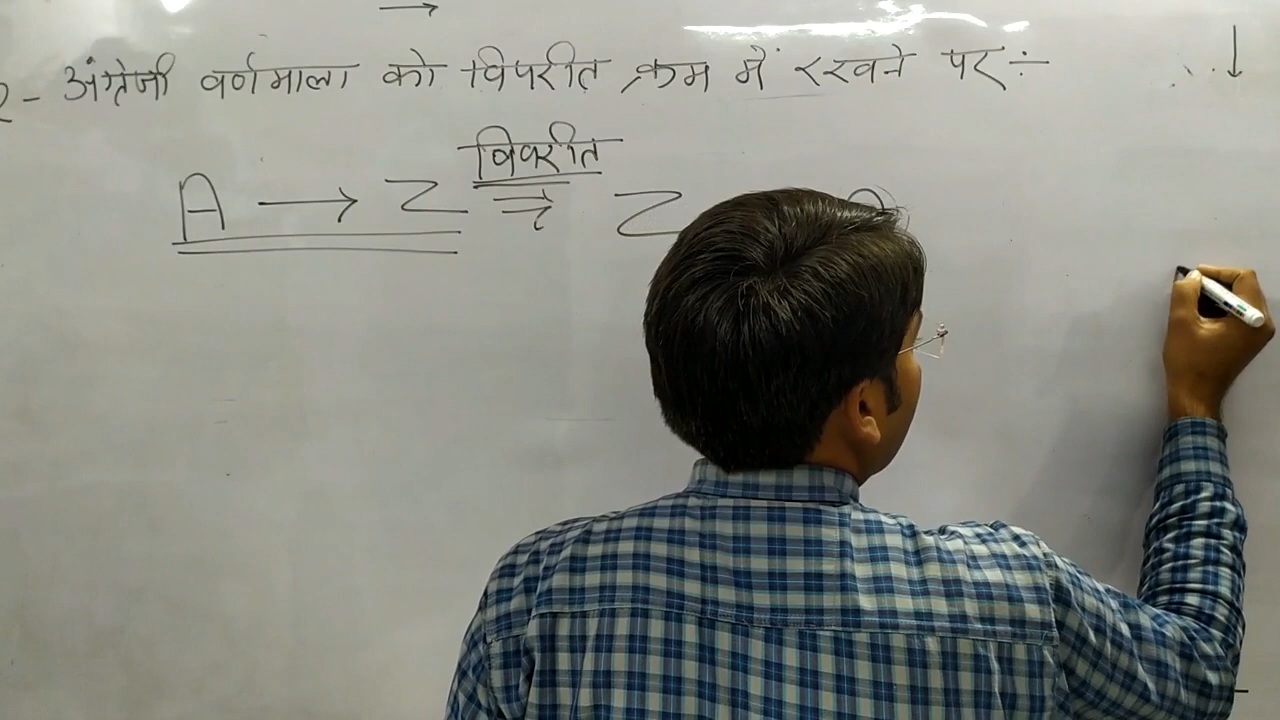 2- अंग्रेजी वर्णमाला को विपरीत क्रम में रखने पर÷
विपरीत
A → Z ⇒ Z